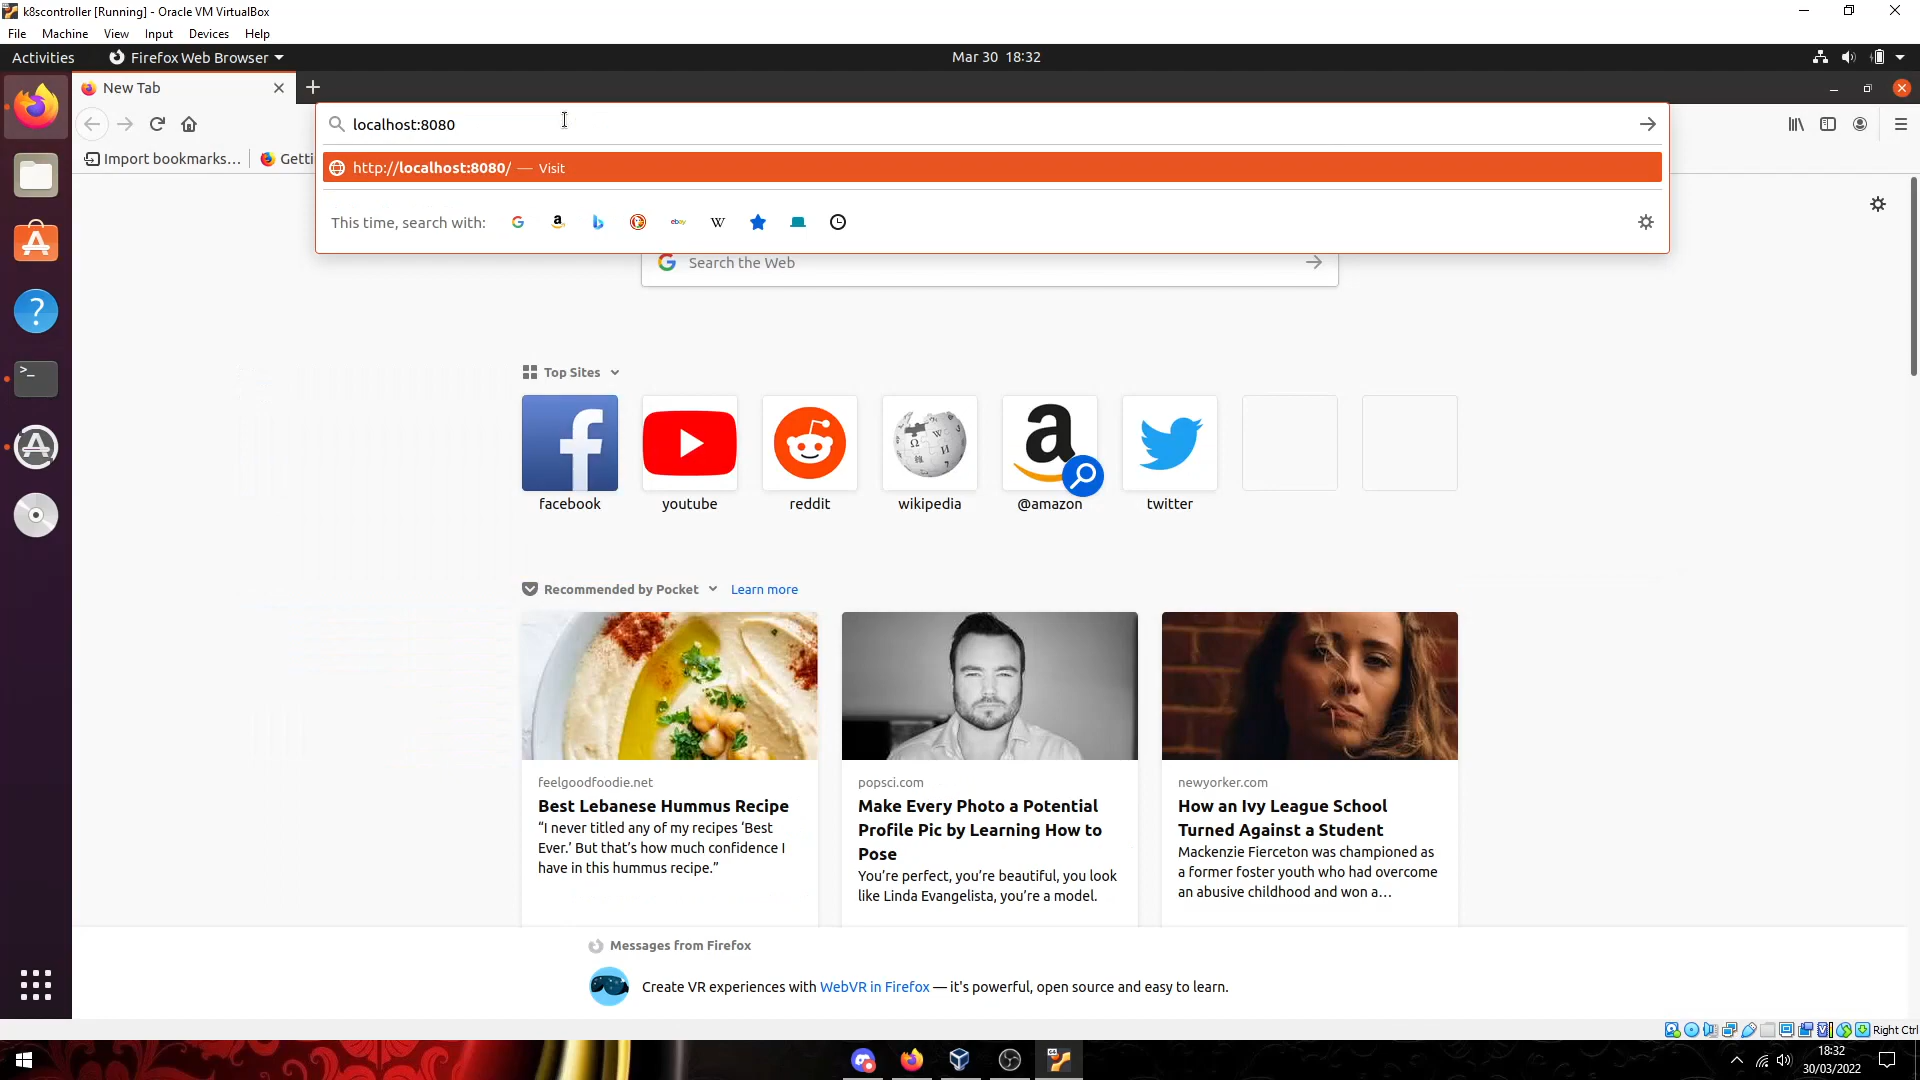 k8scontroller [Running] - Oracle VM VirtualBox
File Machine View Input Devices Help
Activities Firefox Web Browser Mar 30 18:32
New Tab
localhost:8080
Import bookmarks... Getti
http://localhost:8080/ — Visit
This time, search with:
Search the Web
Top Sites
facebook youtube reddit wikipedia @amazon twitter
Recommended by Pocket Learn more
feelgoodfoodie.net
Best Lebanese Hummus Recipe
“I never titled any of my recipes ‘Best
Ever.’ But that’s how much confidence I
have in this hummus recipe.”
popsci.com
Make Every Photo a Potential
Profile Pic by Learning How to
Pose
You’re perfect, you’re beautiful, you look
like Linda Evangelista, you’re a model.
newyorker.com
How an Ivy League School
Turned Against a Student
Mackenzie Fierceton was championed as
a former foster youth who had overcome
an abusive childhood and won a…
Messages from Firefox
Create VR experiences with WebVR in Firefox — it's powerful, open source and easy to learn.
Right Ctrl
18:32
30/03/2022